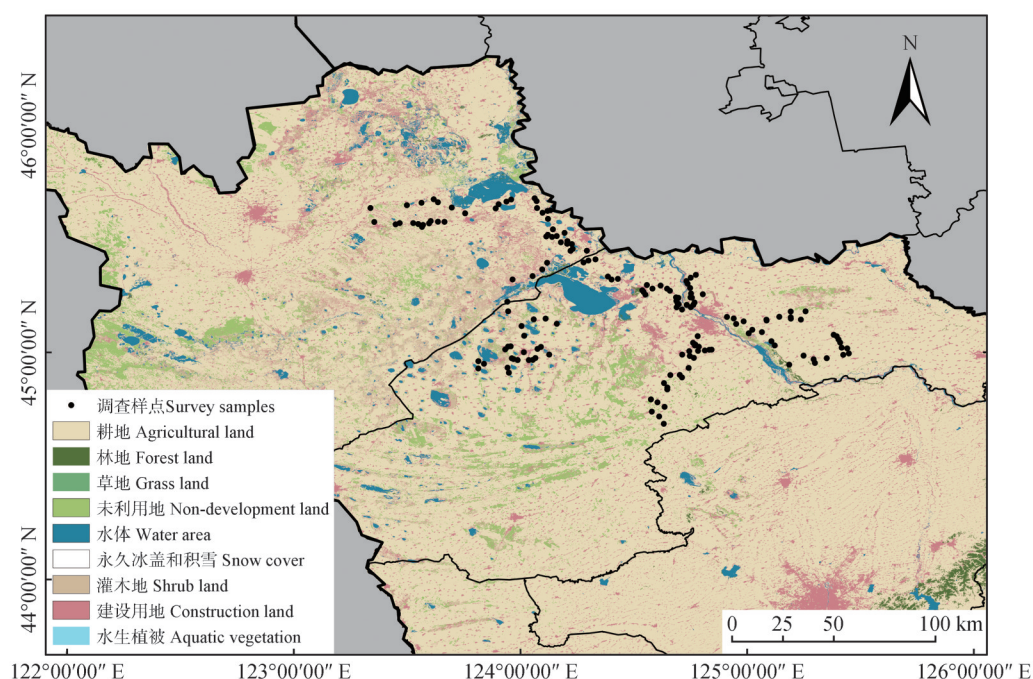 N
46°00′00″ N
45°00′00″ N
44°00′00″ N
调查样点Survey samples
耕地 Agricultural land
林地 Forest land
草地 Grass land
未利用地 Non-development land
水体 Water area
永久冰盖和积雪 Snow cover
灌木地 Shrub land
建设用地 Construction land
水生植被 Aquatic vegetation
0 25 50 100 km
122°00′00″ E 123°00′00″ E 124°00′00″ E 125°00′00″ E 126°00′00″ E